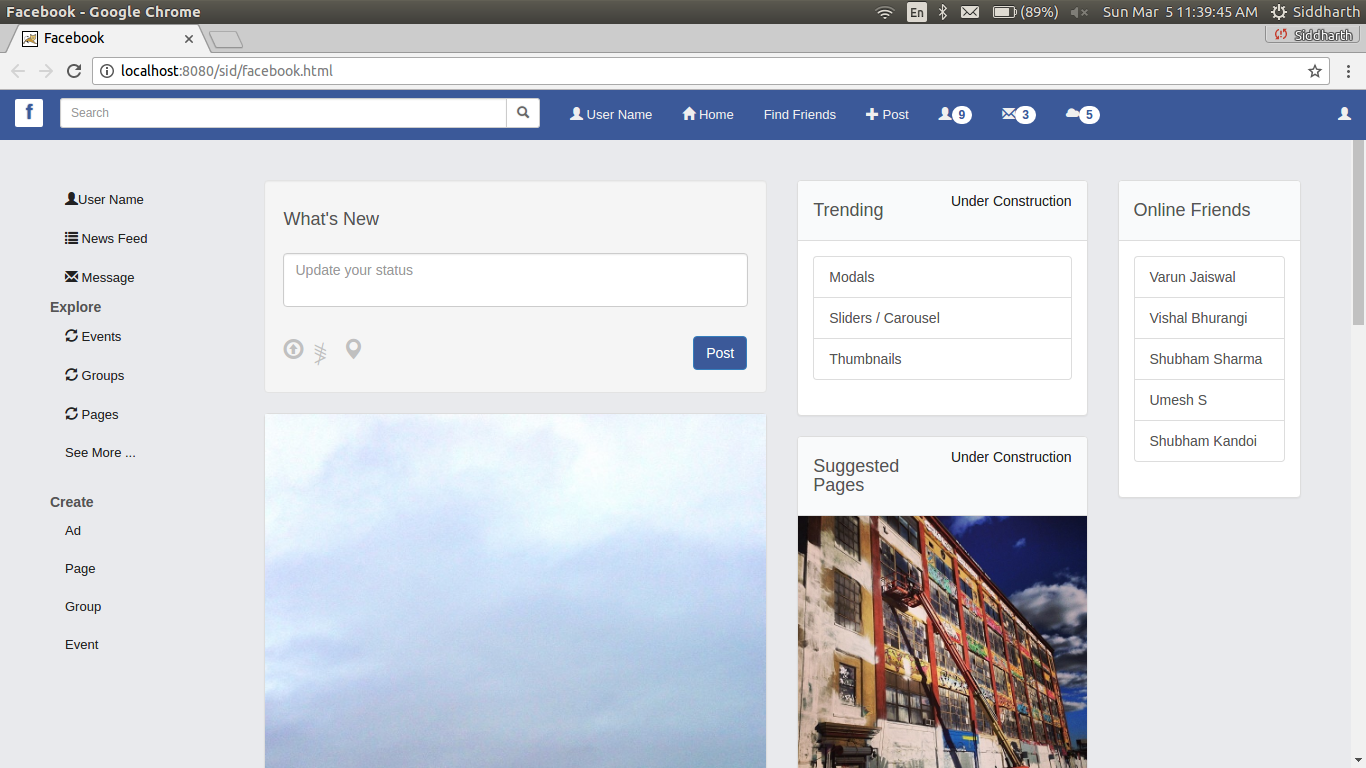 Facebook - Google Chrome
En
(89%)
Sun Mar 5 11:39:45 AM
Siddharth
Facebook
Siddharth
localhost:8080/sid/facebook.html
f
Search
User Name
Home
Find Friends
Post
9
3
5
User Name
News Feed
Message
Explore
Events
Groups
Pages
See More ...
Create
Ad
Page
Group
Event
What's New
Update your status
Post
Trending
Under Construction
Modals
Sliders / Carousel
Thumbnails
Suggested
Pages
Under Construction
Online Friends
Varun Jaiswal
Vishal Bhurangi
Shubham Sharma
Umesh S
Shubham Kandoi